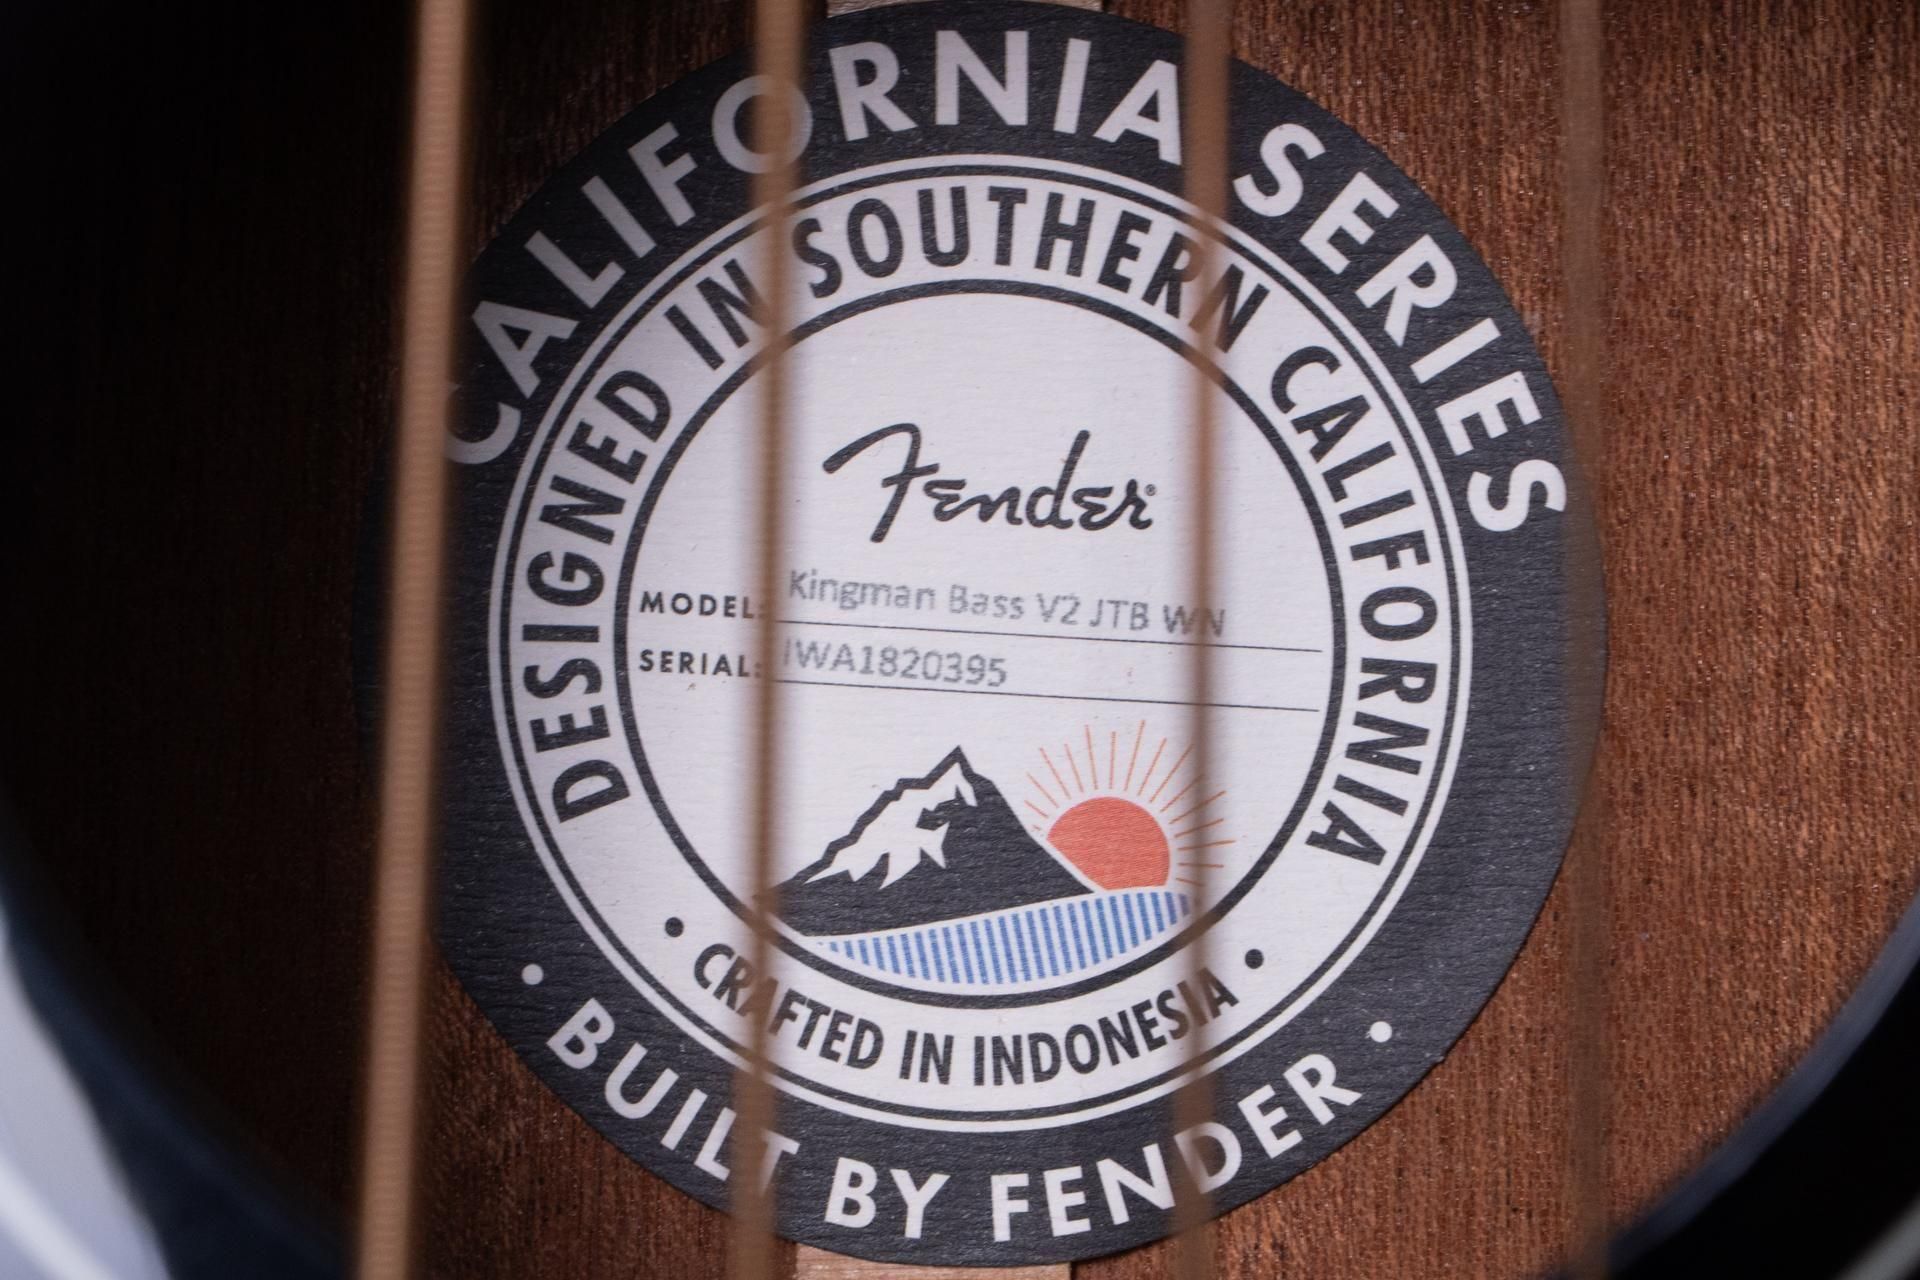 CALIFORNIA SERIES
DESIGNED IN SOUTHERN CALIFORNIA
Fender®
MODEL: Kingman Bass V2 JTB WN
SERIAL: IWA1820395
• CRAFTED IN INDONESIA •
• BUILT BY FENDER •